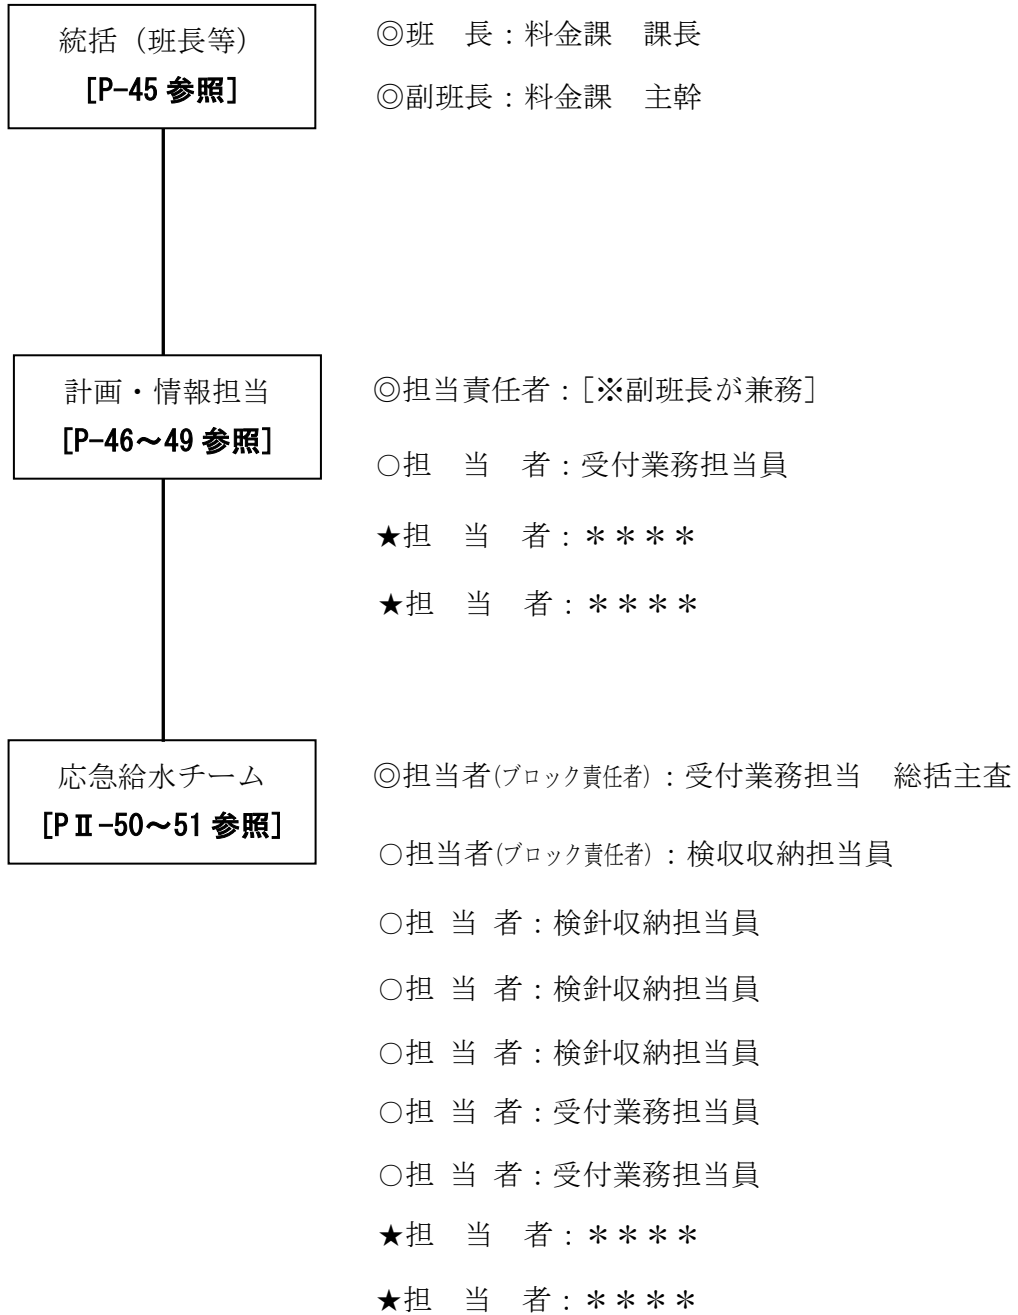 統括（班長等）
[P-45 参照]
◎班　長：料金課　課長
◎副班長：料金課　主幹
計画・情報担当
[P-46～49 参照]
◎担当責任者：［※副班長が兼務］
○担　当　者：受付業務担当員
★担　当　者：＊＊＊＊
★担　当　者：＊＊＊＊
応急給水チーム
[PⅡ-50～51 参照]
◎担当者(ブロック責任者)：受付業務担当　総括主査
○担当者(ブロック責任者)：検収収納担当員
○担 当 者：検針収納担当員
○担 当 者：検針収納担当員
○担 当 者：検針収納担当員
○担 当 者：受付業務担当員
○担 当 者：受付業務担当員
★担　当　者：＊＊＊＊
★担　当　者：＊＊＊＊